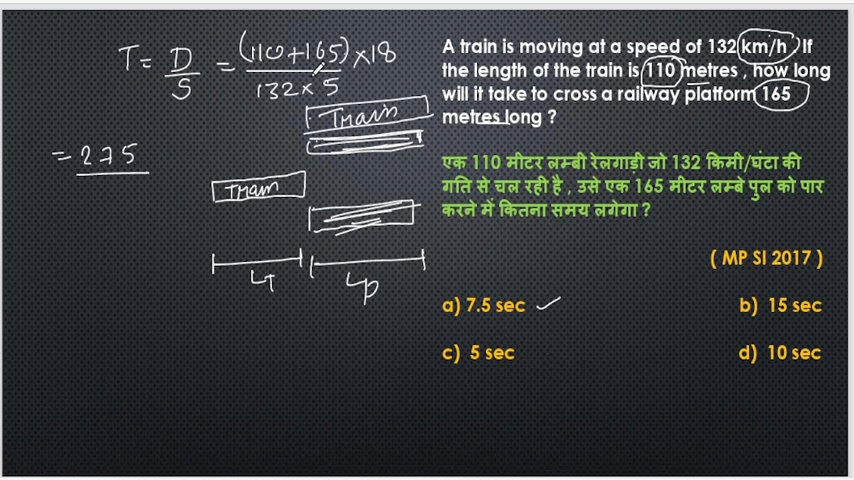 T = D/S = (110+165) × 18 / 132 × 5
= 275
Train
Train
LT
LP
A train is moving at a speed of 132 km/h . If
the length of the train is 110 metres , how long
will it take to cross a railway platform 165
metres long ?
एक 110 मीटर लम्बी रेलगाड़ी जो 132 किमी/घंटा की
गति से चल रही है , उसे एक 165 मीटर लम्बे पुल को पार
करने में कितना समय लगेगा ?
( MP SI 2017 )
a) 7.5 sec
b) 15 sec
c) 5 sec
d) 10 sec